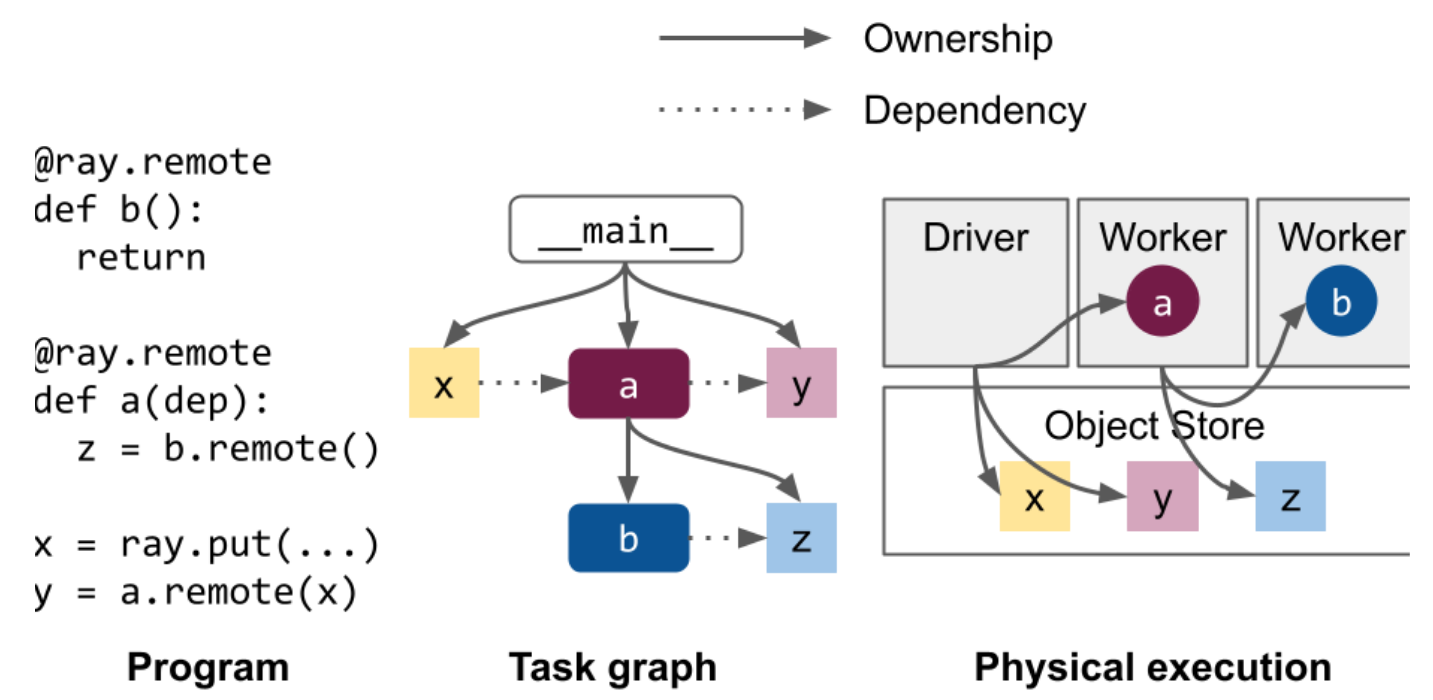 Ownership
Dependency
@ray.remote
def b():
  return
@ray.remote
def a(dep):
  z = b.remote()
x = ray.put(...)
y = a.remote(x)
Program
__main__
x
a
y
b
z
Task graph
Driver
Worker
Worker
a
b
Object Store
x
y
z
Physical execution